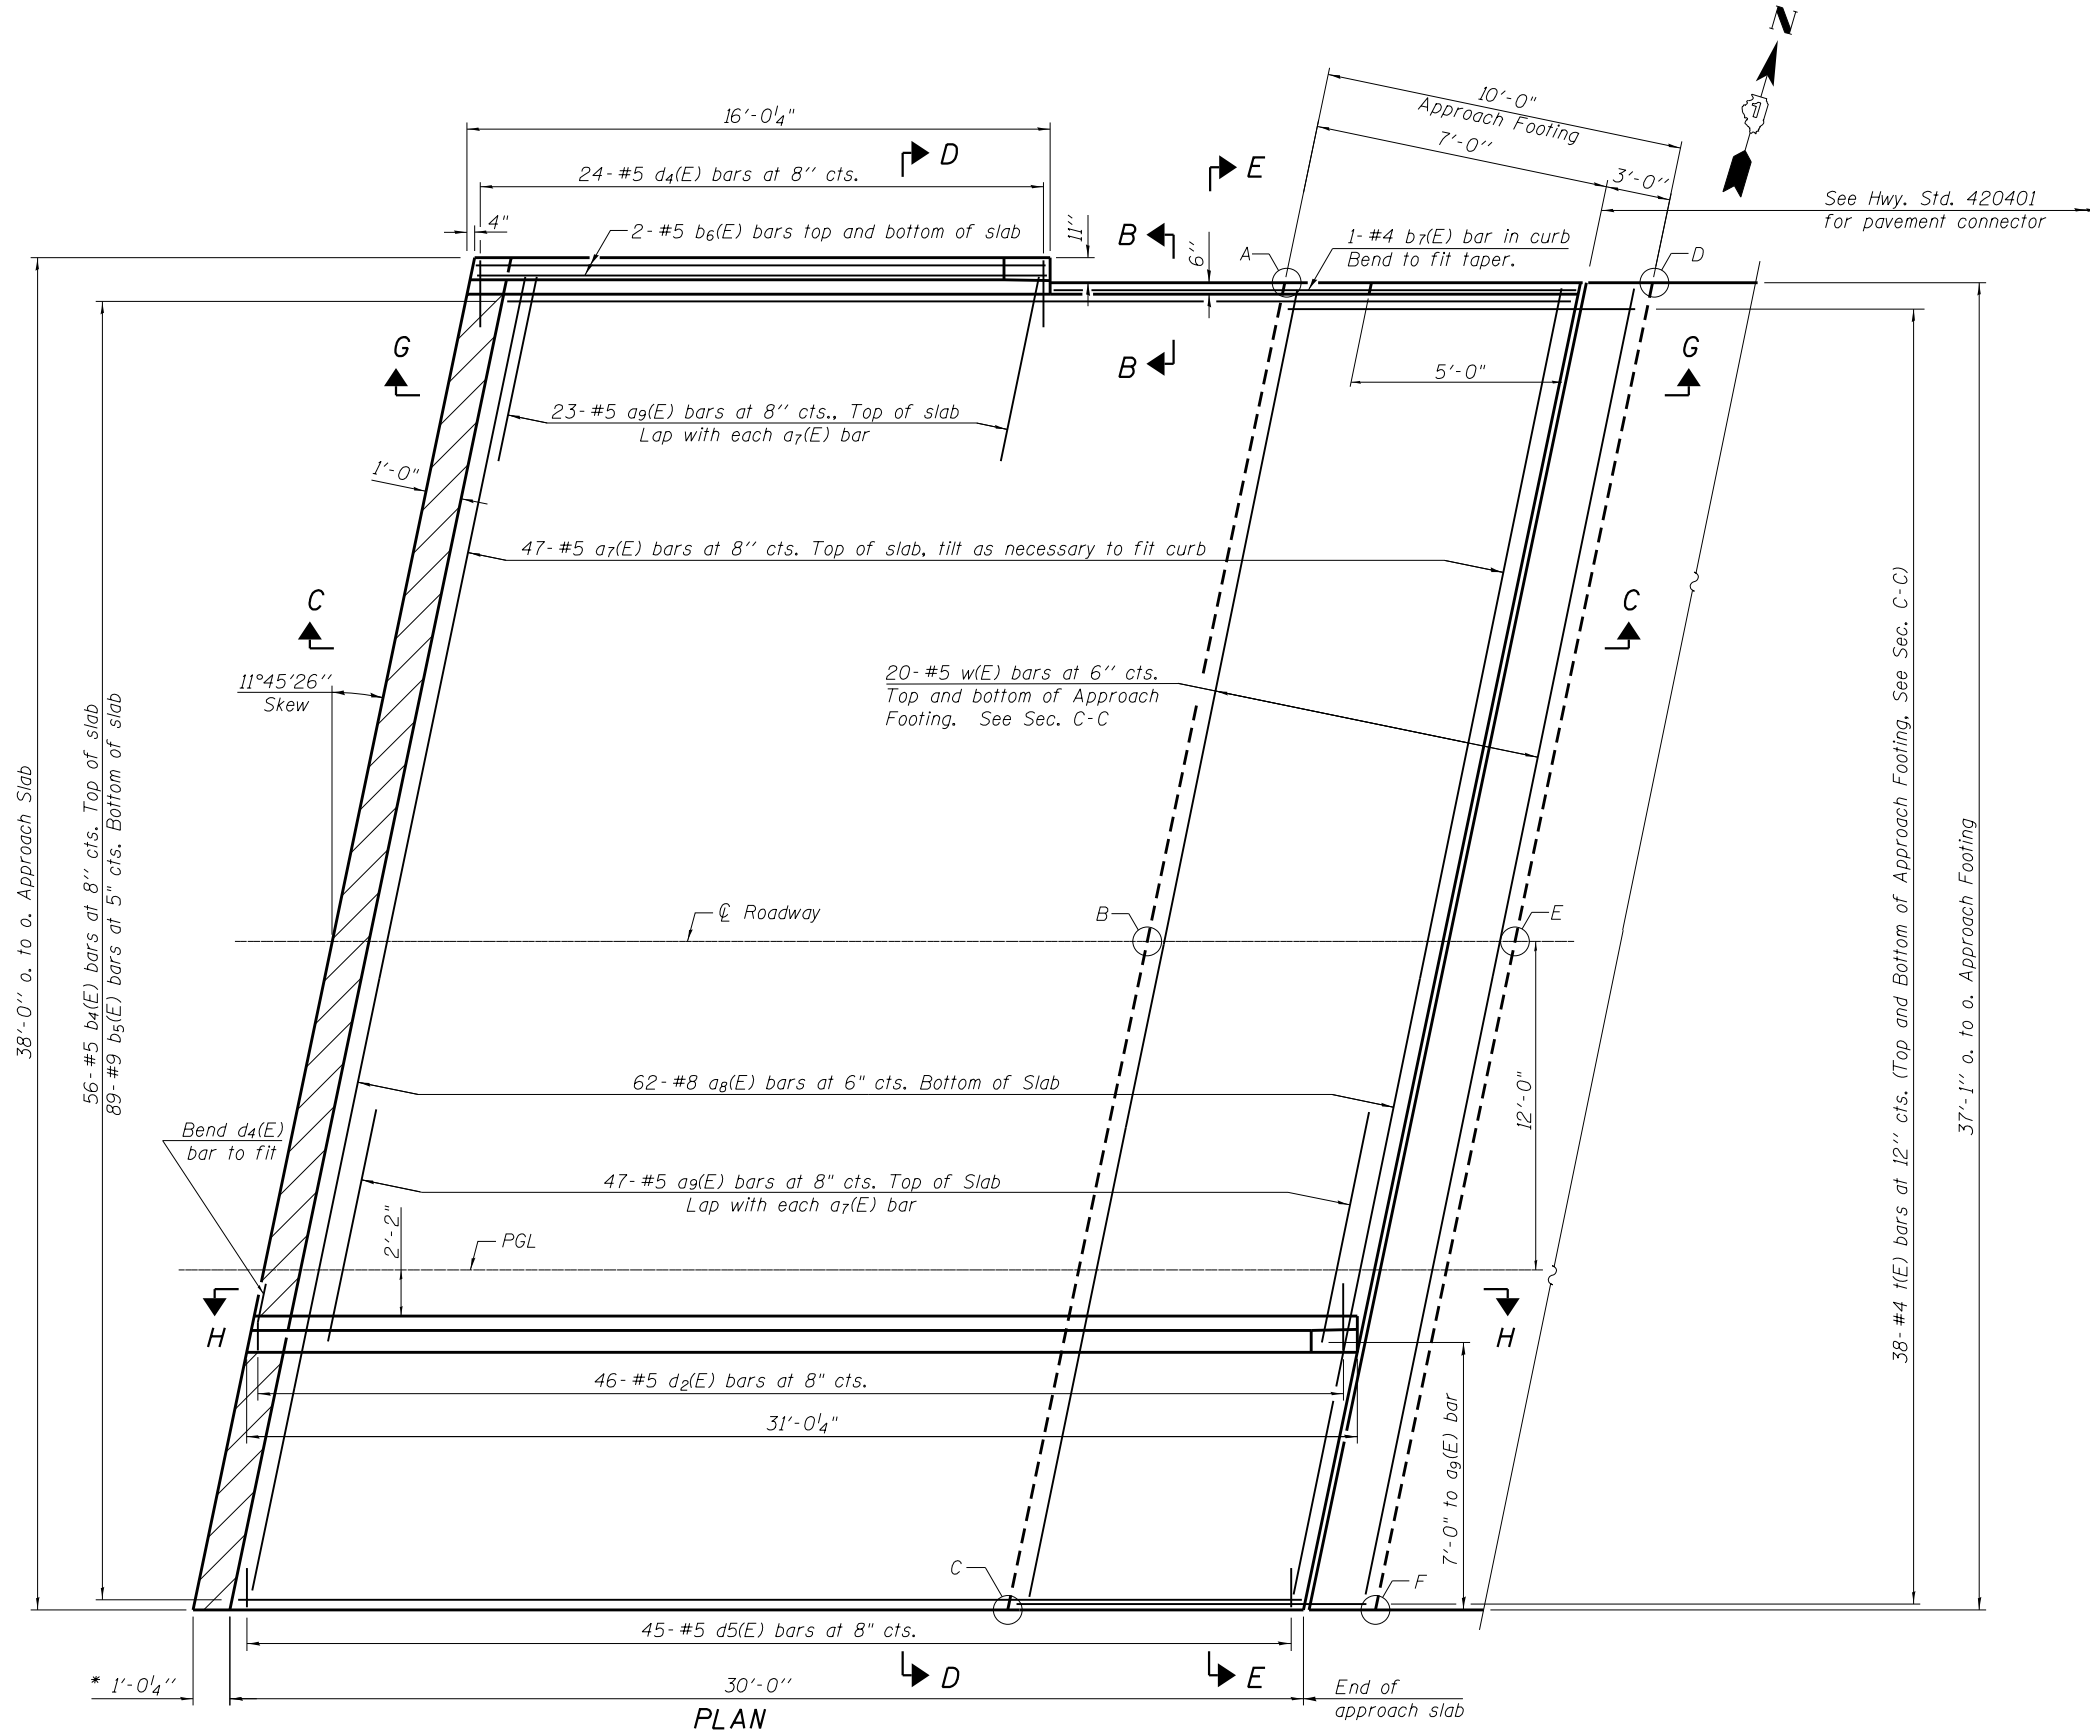 N
1
10'-0"
Approach Footing
7'-0"
3'-0"
16'-0¼"
D
E
24-#5 d4(E) bars at 8" cts.
See Hwy. Std. 420401
for pavement connector
4"
2-#5 b6(E) bars top and bottom of slab
11"
B
6"
1-#4 b7(E) bar in curb
Bend to fit taper.
A
D
G
B
G
5'-0"
23-#5 a9(E) bars at 8" cts., Top of slab
Lap with each a7(E) bar
1'-0"
47-#5 a7(E) bars at 8" cts. Top of slab, tilt as necessary to fit curb
C
C
11°45'26"
Skew
20-#5 w(E) bars at 6" cts.
Top and bottom of Approach
Footing. See Sec. C-C
38'-0" o. to o. Approach Slab
56-#5 b4(E) bars at 8" cts. Top of slab
89-#9 b5(E) bars at 5" cts. Bottom of slab
38-#4 t(E) bars at 12" cts. (Top and Bottom of Approach Footing, See Sec. C-C)
37'-1" o. to o. Approach Footing
℄ Roadway
B
E
12'-0"
62-#8 a8(E) bars at 6" cts. Bottom of Slab
Bend d4(E)
bar to fit
47-#5 a9(E) bars at 8" cts. Top of Slab
Lap with each a7(E) bar
2'-2"
PGL
H
H
46-#5 d2(E) bars at 8" cts.
31'-0¼"
7'-0" to a9(E) bar
C
F
45-#5 d5(E) bars at 8" cts.
D
E
* 1'-0¼"
30'-0"
End of
approach slab
PLAN